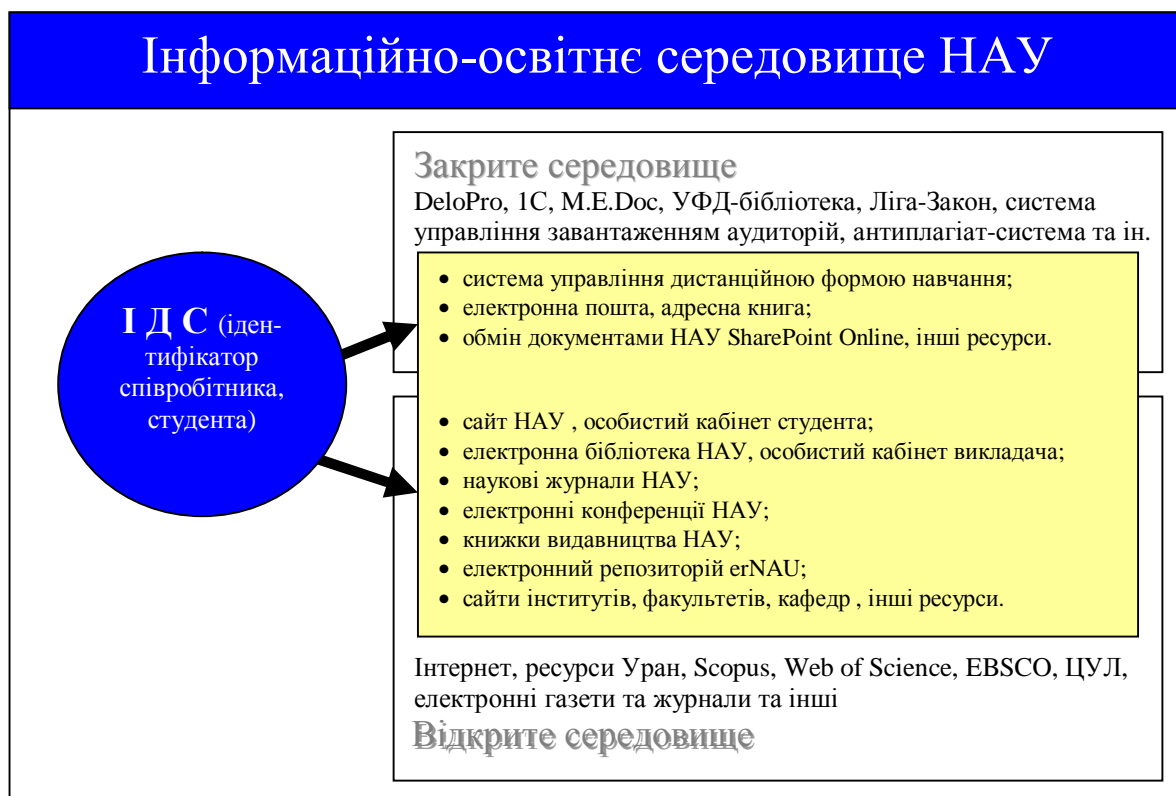 Інформаційно-освітнє середовище НАУ
Закрите середовище
DeloPro, 1С, M.E.Doc, УФД-бібліотека, Ліга-Закон, система
управління завантаженням аудиторій, антиплагіат-система та ін.
І Д С (іден-
тифікатор
співробітника,
студента)
• система управління дистанційною формою навчання;
• електронна пошта, адресна книга;
• обмін документами НАУ SharePoint Online, інші ресурси.
• сайт НАУ , особистий кабінет студента;
• електронна бібліотека НАУ, особистий кабінет викладача;
• наукові журнали НАУ;
• електронні конференції НАУ;
• книжки видавництва НАУ;
• електронний репозиторій erNAU;
• сайти інститутів, факультетів, кафедр , інші ресурси.
Інтернет, ресурси Уран, Scopus, Web of Science, EBSCO, ЦУЛ,
електронні газети та журнали та інші
Відкрите середовище